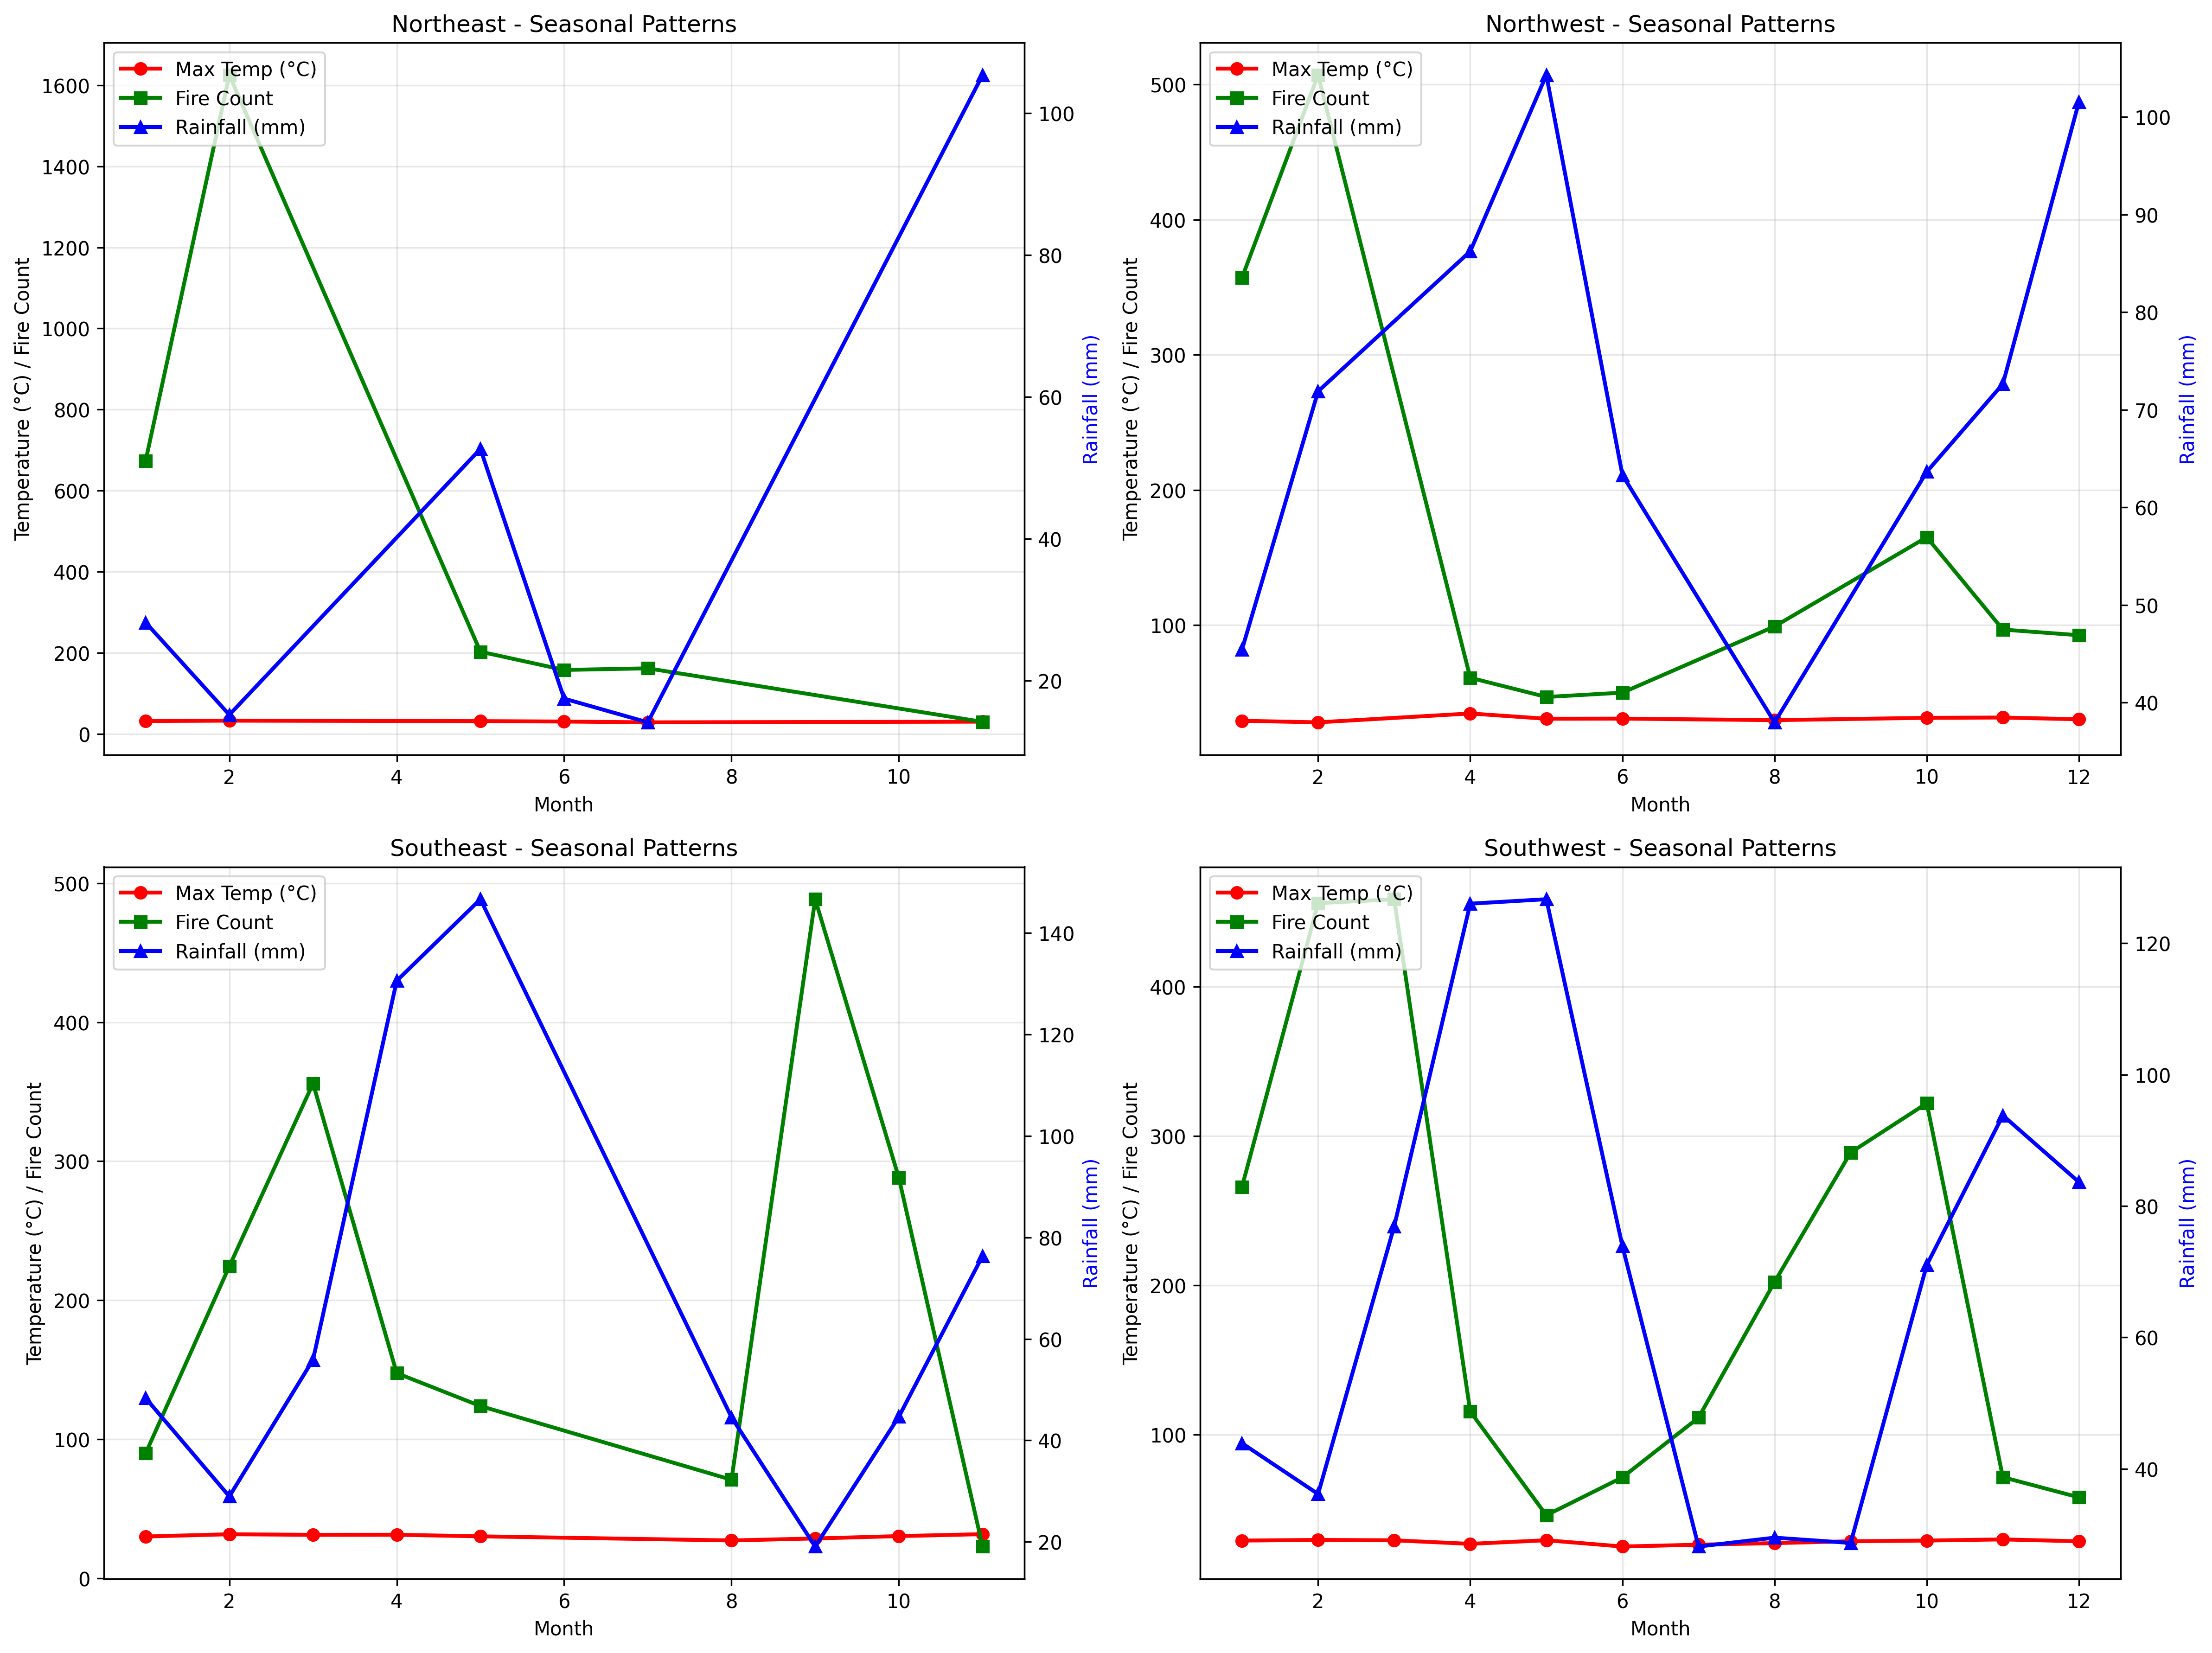 Northeast - Seasonal Patterns
Max Temp (°C)
Fire Count
Rainfall (mm)
1600
1400
1200
1000
800
600
400
200
0
100
80
60
40
20
2 4 6 8 10
Temperature (°C) / Fire Count
Rainfall (mm)
Month
Northwest - Seasonal Patterns
Max Temp (°C)
Fire Count
Rainfall (mm)
500
400
300
200
100
100
90
80
70
60
50
40
2 4 6 8 10 12
Temperature (°C) / Fire Count
Rainfall (mm)
Month
Southeast - Seasonal Patterns
Max Temp (°C)
Fire Count
Rainfall (mm)
500
400
300
200
100
0
140
120
100
80
60
40
20
2 4 6 8 10
Temperature (°C) / Fire Count
Rainfall (mm)
Month
Southwest - Seasonal Patterns
Max Temp (°C)
Fire Count
Rainfall (mm)
400
300
200
100
120
100
80
60
40
2 4 6 8 10 12
Temperature (°C) / Fire Count
Rainfall (mm)
Month